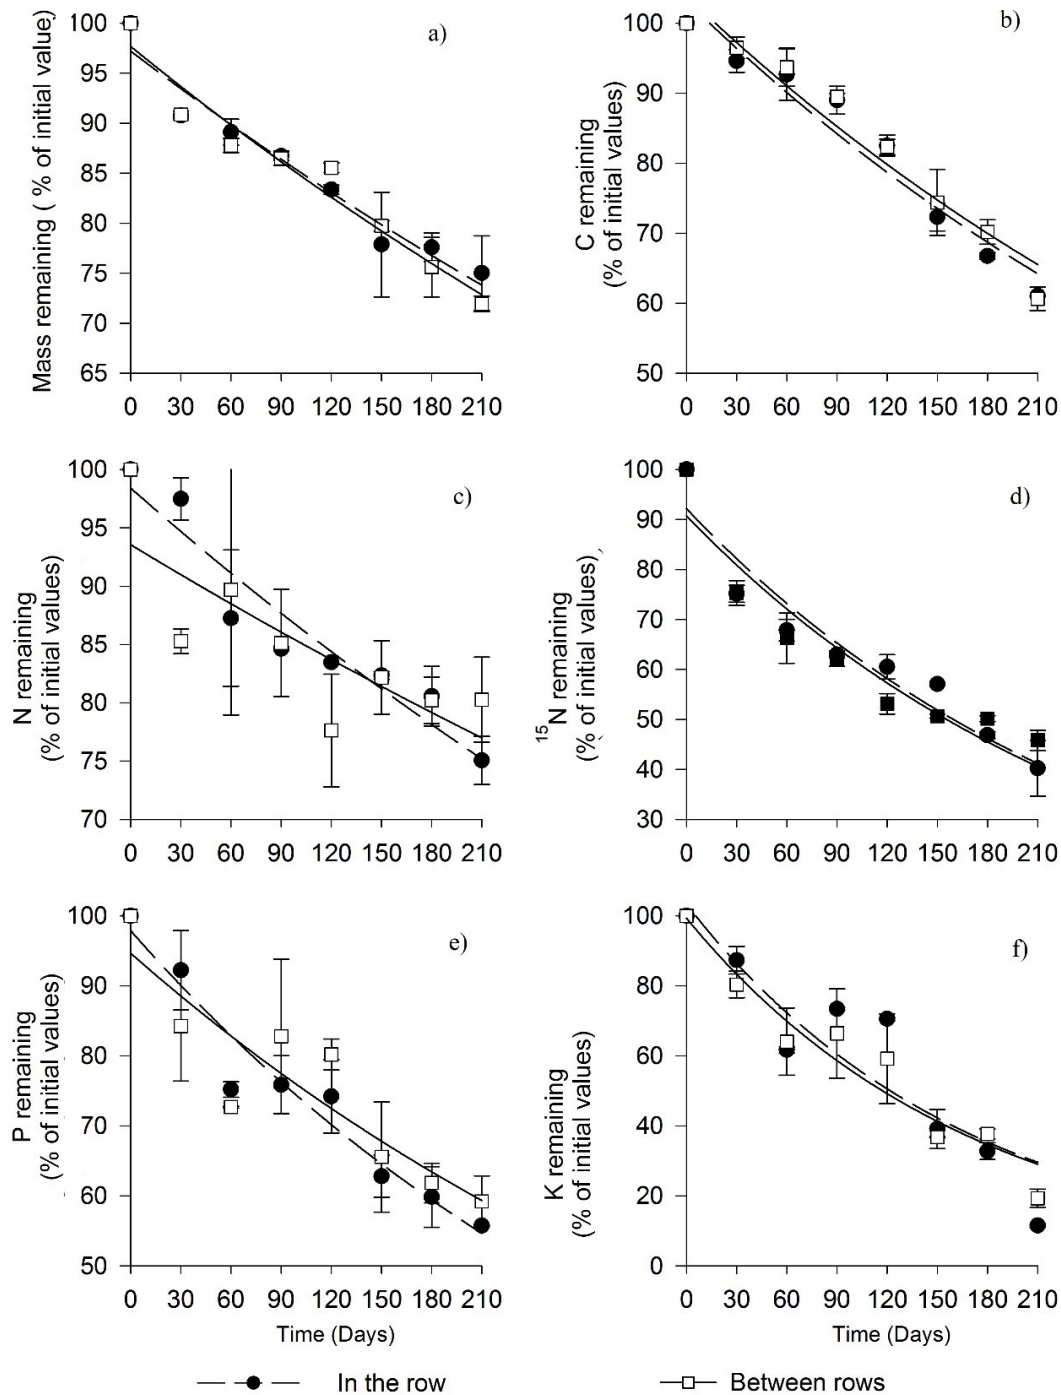 Mass remaining ( % of initial value)
100
95
90
85
80
75
70
65
a)
0 30 60 90 120 150 180 210
C remaining
(% of initial values)
100
90
80
70
60
50
b)
0 30 60 90 120 150 180 210
N remaining
(% of initial values)
100
95
90
85
80
75
70
c)
0 30 60 90 120 150 180 210
15N remaining
(% of initial values)
100
90
80
70
60
50
40
30
d)
0 30 60 90 120 150 180 210
P remaining
(% of initial values)
100
90
80
70
60
50
e)
0 30 60 90 120 150 180 210
Time (Days)
K remaining
(% of initial values)
100
80
60
40
20
0
f)
0 30 60 90 120 150 180 210
Time (Days)
In the row
Between rows